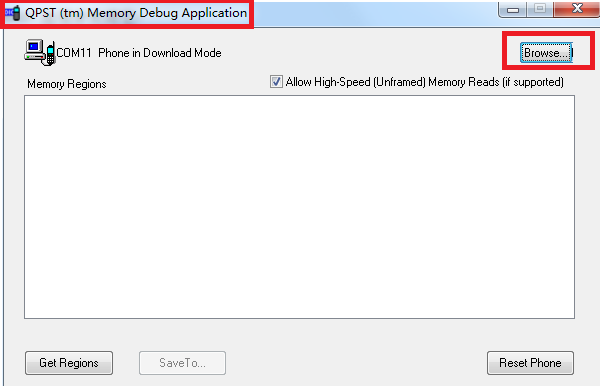 QPST (tm) Memory Debug Application
COM11 Phone in Download Mode
Browse...
Memory Regions
Allow High-Speed (Unframed) Memory Reads (if supported)
Get Regions
SaveTo...
Reset Phone